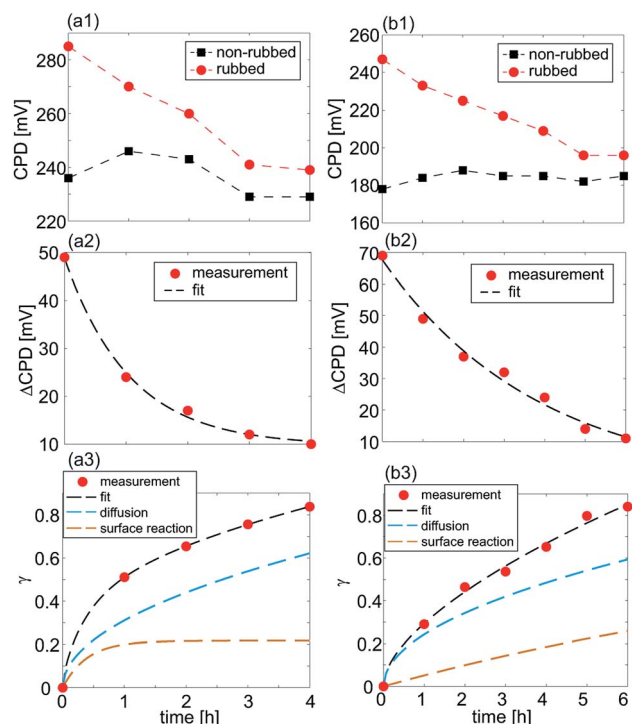 (a1)
280
260
240
220
CPD [mV]
non-rubbed
rubbed
(b1)
260
240
220
200
180
160
CPD [mV]
non-rubbed
rubbed
(a2)
50
40
30
20
10
ΔCPD [mV]
measurement
fit
(b2)
70
60
50
40
30
20
10
ΔCPD [mV]
measurement
fit
(a3)
measurement
fit
diffusion
surface reaction
0.8
0.6
0.4
0.2
0
γ
0 1 2 3 4
time [h]
(b3)
measurement
fit
diffusion
surface reaction
0.8
0.6
0.4
0.2
0
γ
0 1 2 3 4 5 6
time [h]